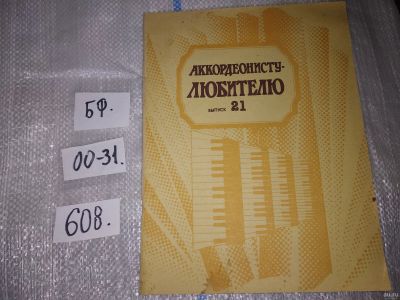 АККОРДЕОНИСТУ-
ЛЮБИТЕЛЮ
ВЫПУСК 21
БФ.
00-31.
608.